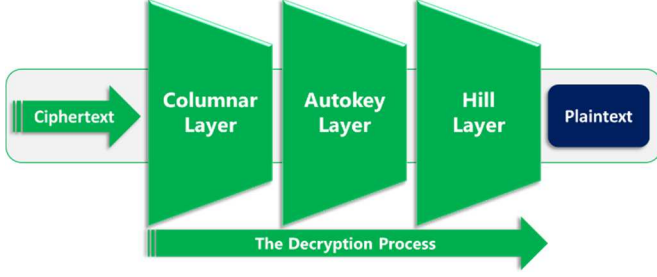 Ciphertext
Columnar
Layer
Autokey
Layer
Hill
Layer
Plaintext
The Decryption Process